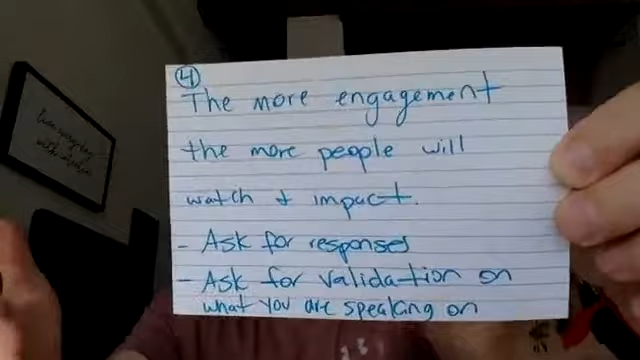 ④
The more engagement
the more people will
watch & impact.
- Ask for responses
- Ask for validation on
what you are speaking on